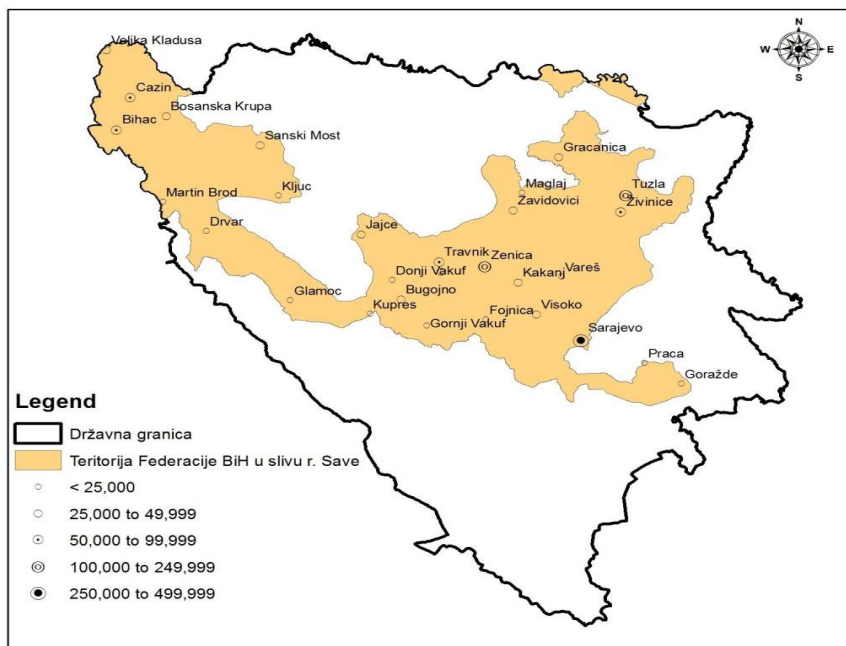 N
W E
S
Velika Kladusa
Cazin
Bosanska Krupa
Bihac
Sanski Most
Gracanica
Martin Brod
Kljuc
Maglaj
Tuzla
Zavidovici
Živinice
Drvar
Jajce
Travnik
Zenica
Donji Vakuf
Kakanj
Vareš
Glamoc
Bugojno
Kupres
Fojnica
Visoko
Gornji Vakuf
Sarajevo
Praca
Goražde
Legend
Državna granica
Teritorija Federacije BiH u slivu r. Save
< 25,000
25,000 to 49,999
50,000 to 99,999
100,000 to 249,999
250,000 to 499,999